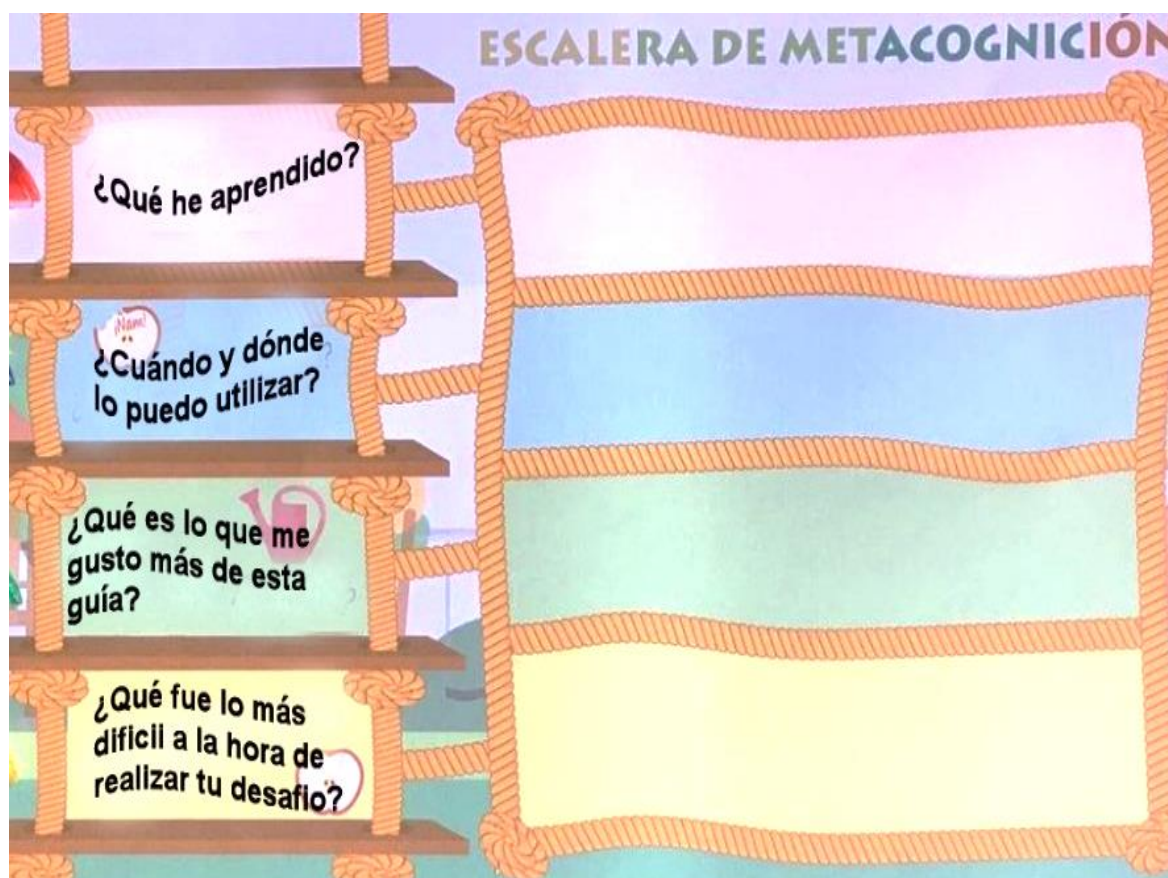 ESCALERA DE METACOGNICIÓN
¿Qué he aprendido?
¡Ñam!
¿Cuándo y dónde
lo puedo utilizar?
¿Qué es lo que me
gusto más de esta
guía?
¿Qué fue lo más
dificil a la hora de
realizar tu desafio?